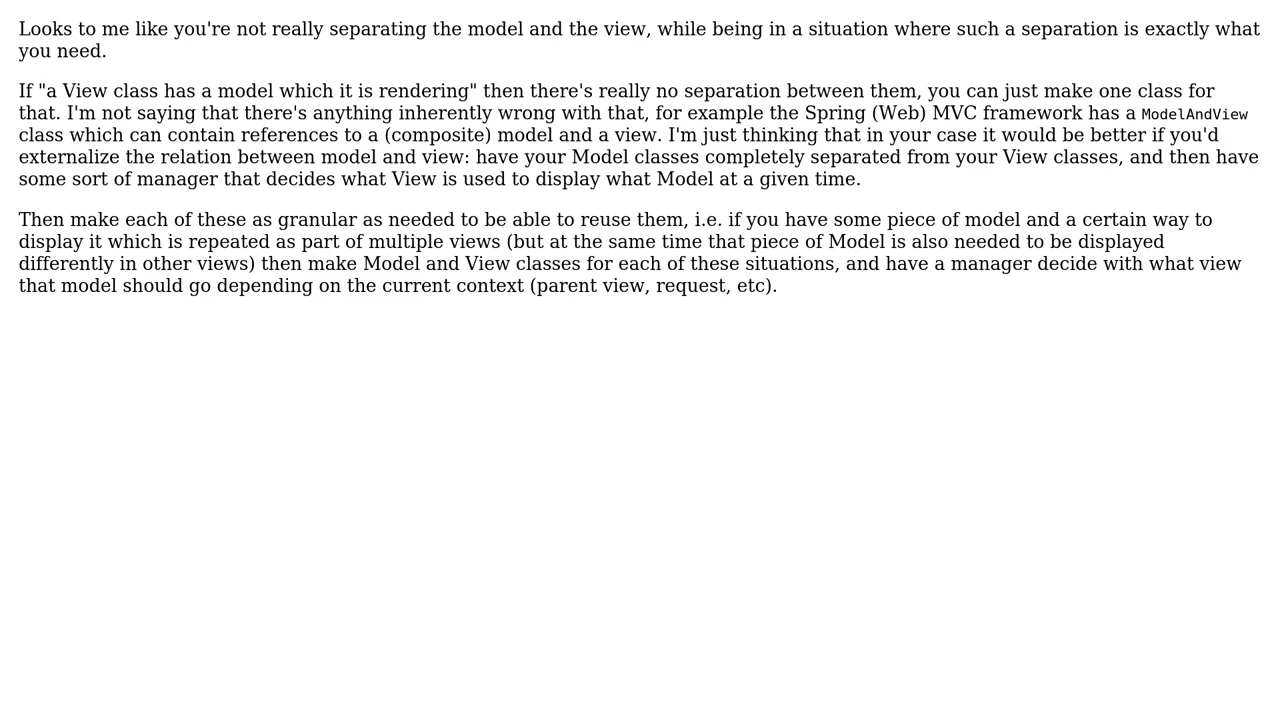 Looks to me like you're not really separating the model and the view, while being in a situation where such a separation is exactly what
you need.
If "a View class has a model which it is rendering" then there's really no separation between them, you can just make one class for
that. I'm not saying that there's anything inherently wrong with that, for example the Spring (Web) MVC framework has a ModelAndView
class which can contain references to a (composite) model and a view. I'm just thinking that in your case it would be better if you'd
externalize the relation between model and view: have your Model classes completely separated from your View classes, and then have
some sort of manager that decides what View is used to display what Model at a given time.
Then make each of these as granular as needed to be able to reuse them, i.e. if you have some piece of model and a certain way to
display it which is repeated as part of multiple views (but at the same time that piece of Model is also needed to be displayed
differently in other views) then make Model and View classes for each of these situations, and have a manager decide with what view
that model should go depending on the current context (parent view, request, etc).